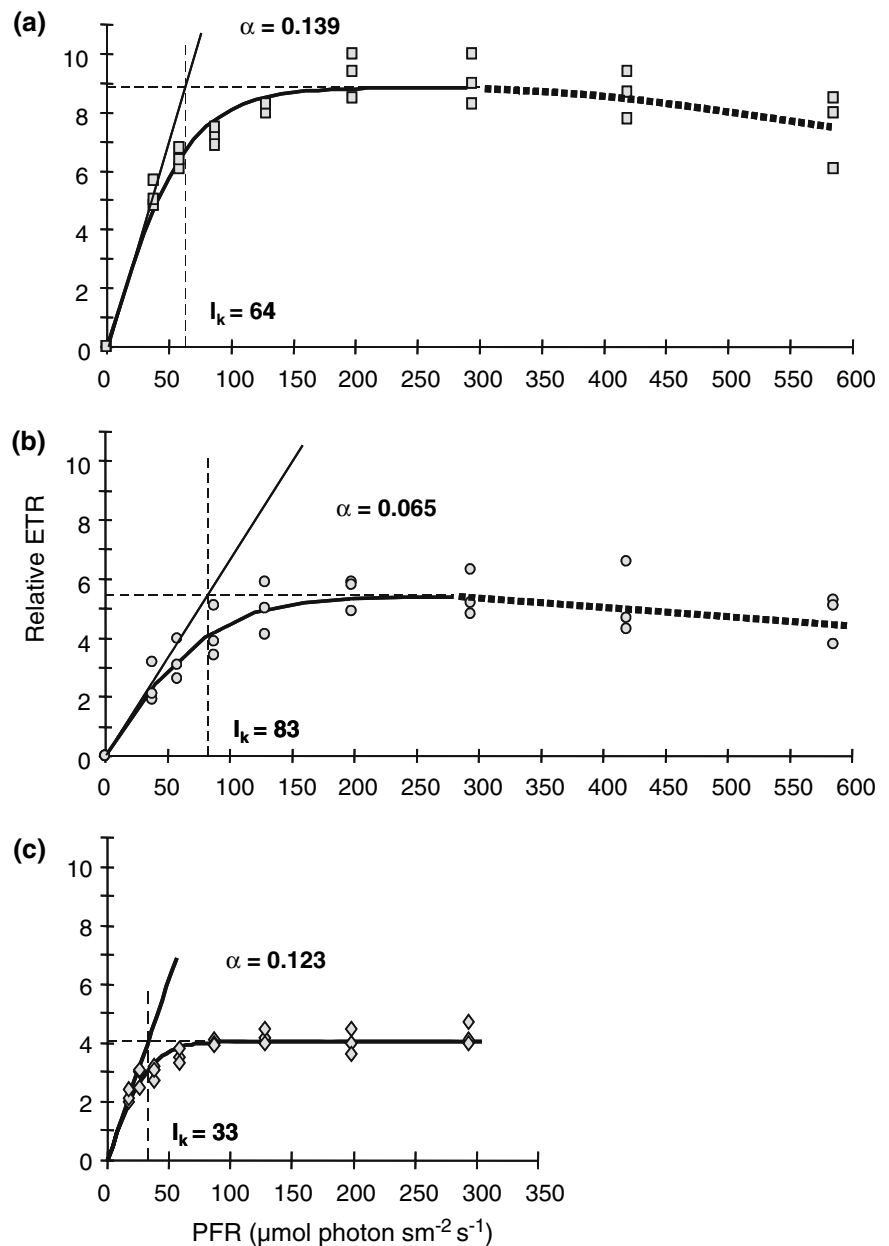 (a)
α = 0.139
10
8
6
4
2
0
I_k = 64
0 50 100 150 200 250 300 350 400 450 500 550 600
(b)
α = 0.065
10
8
6
4
2
0
Relative ETR
I_k = 83
0 50 100 150 200 250 300 350 400 450 500 550 600
(c)
α = 0.123
10
8
6
4
2
0
I_k = 33
0 50 100 150 200 250 300 350
PFR (µmol photon sm⁻² s⁻¹)